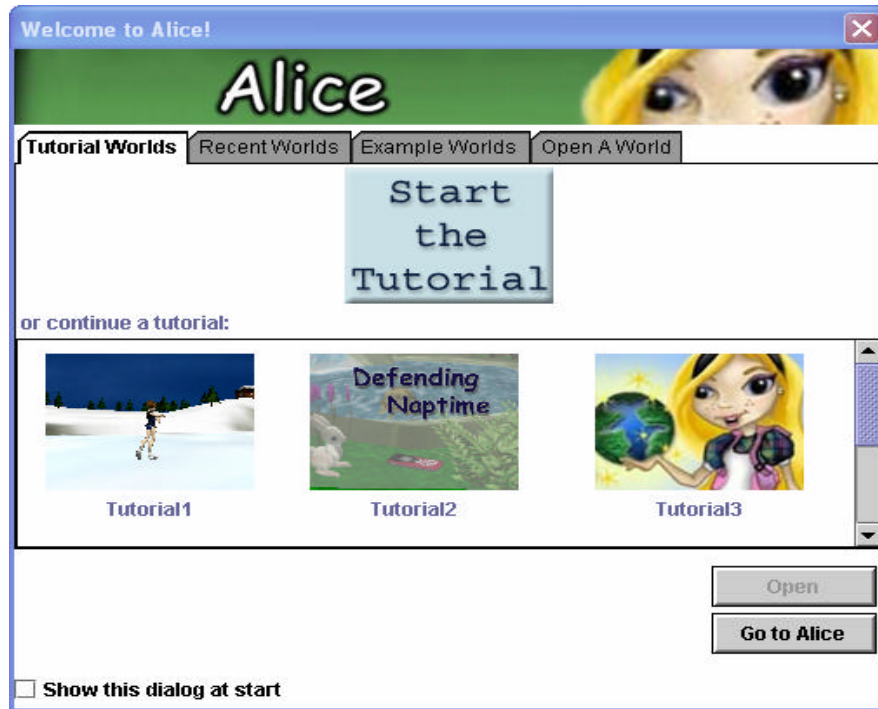 Welcome to Alice!
Alice
Tutorial Worlds Recent Worlds Example Worlds Open A World
Start
the
Tutorial
or continue a tutorial:
Defending
Naptime
Tutorial1 Tutorial2 Tutorial3
Open
Go to Alice
Show this dialog at start